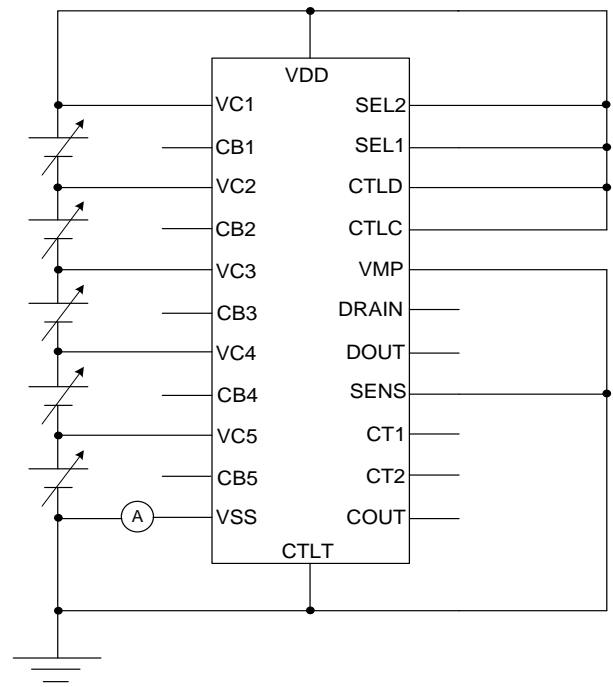 VDD
VC1 SEL2
CB1 SEL1
VC2 CTLD
CB2 CTLC
VC3 VMP
CB3 DRAIN
VC4 DOUT
CB4 SENS
VC5 CT1
CB5 CT2
A VSS COUT
CTLT